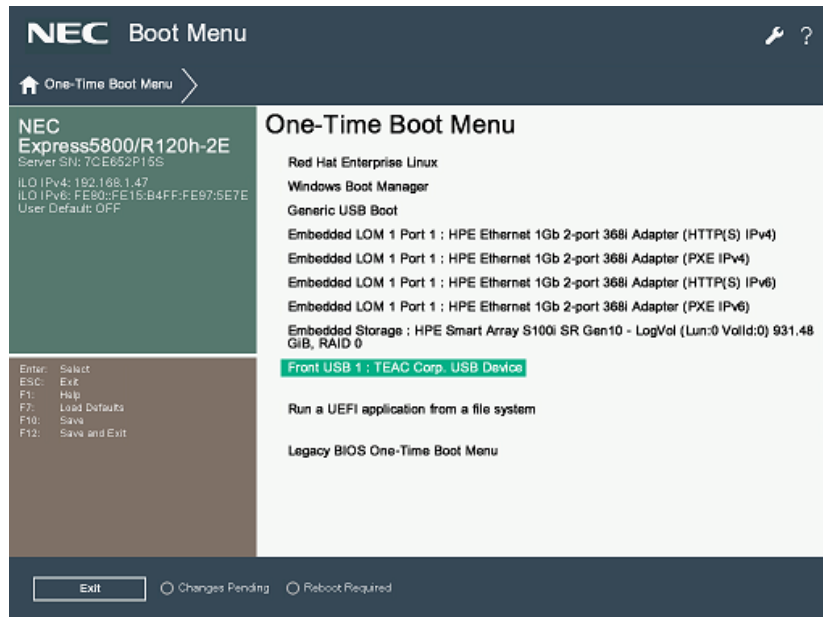 NEC Boot Menu
?
One-Time Boot Menu
NEC
Express5800/R120h-2E
Server SN: 7CE652P15S
iLO IPv4: 192.168.1.47
iLO IPv6: FE80::FE15:B4FF:FE97:5E7E
User Default: OFF
Enter: Select
ESC: Exit
F1: Help
F7: Load Defaults
F10: Save
F12: Save and Exit
One-Time Boot Menu
Red Hat Enterprise Linux
Windows Boot Manager
Generic USB Boot
Embedded LOM 1 Port 1 : HPE Ethernet 1Gb 2-port 368i Adapter (HTTP(S) IPv4)
Embedded LOM 1 Port 1 : HPE Ethernet 1Gb 2-port 368i Adapter (PXE IPv4)
Embedded LOM 1 Port 1 : HPE Ethernet 1Gb 2-port 368i Adapter (HTTP(S) IPv6)
Embedded LOM 1 Port 1 : HPE Ethernet 1Gb 2-port 368i Adapter (PXE IPv6)
Embedded Storage : HPE Smart Array S100i SR Gen10 - LogVol (Lun:0 VolId:0) 931.48
GiB, RAID 0
Front USB 1 : TEAC Corp. USB Device
Run a UEFI application from a file system
Legacy BIOS One-Time Boot Menu
Exit
Changes Pending
Reboot Required